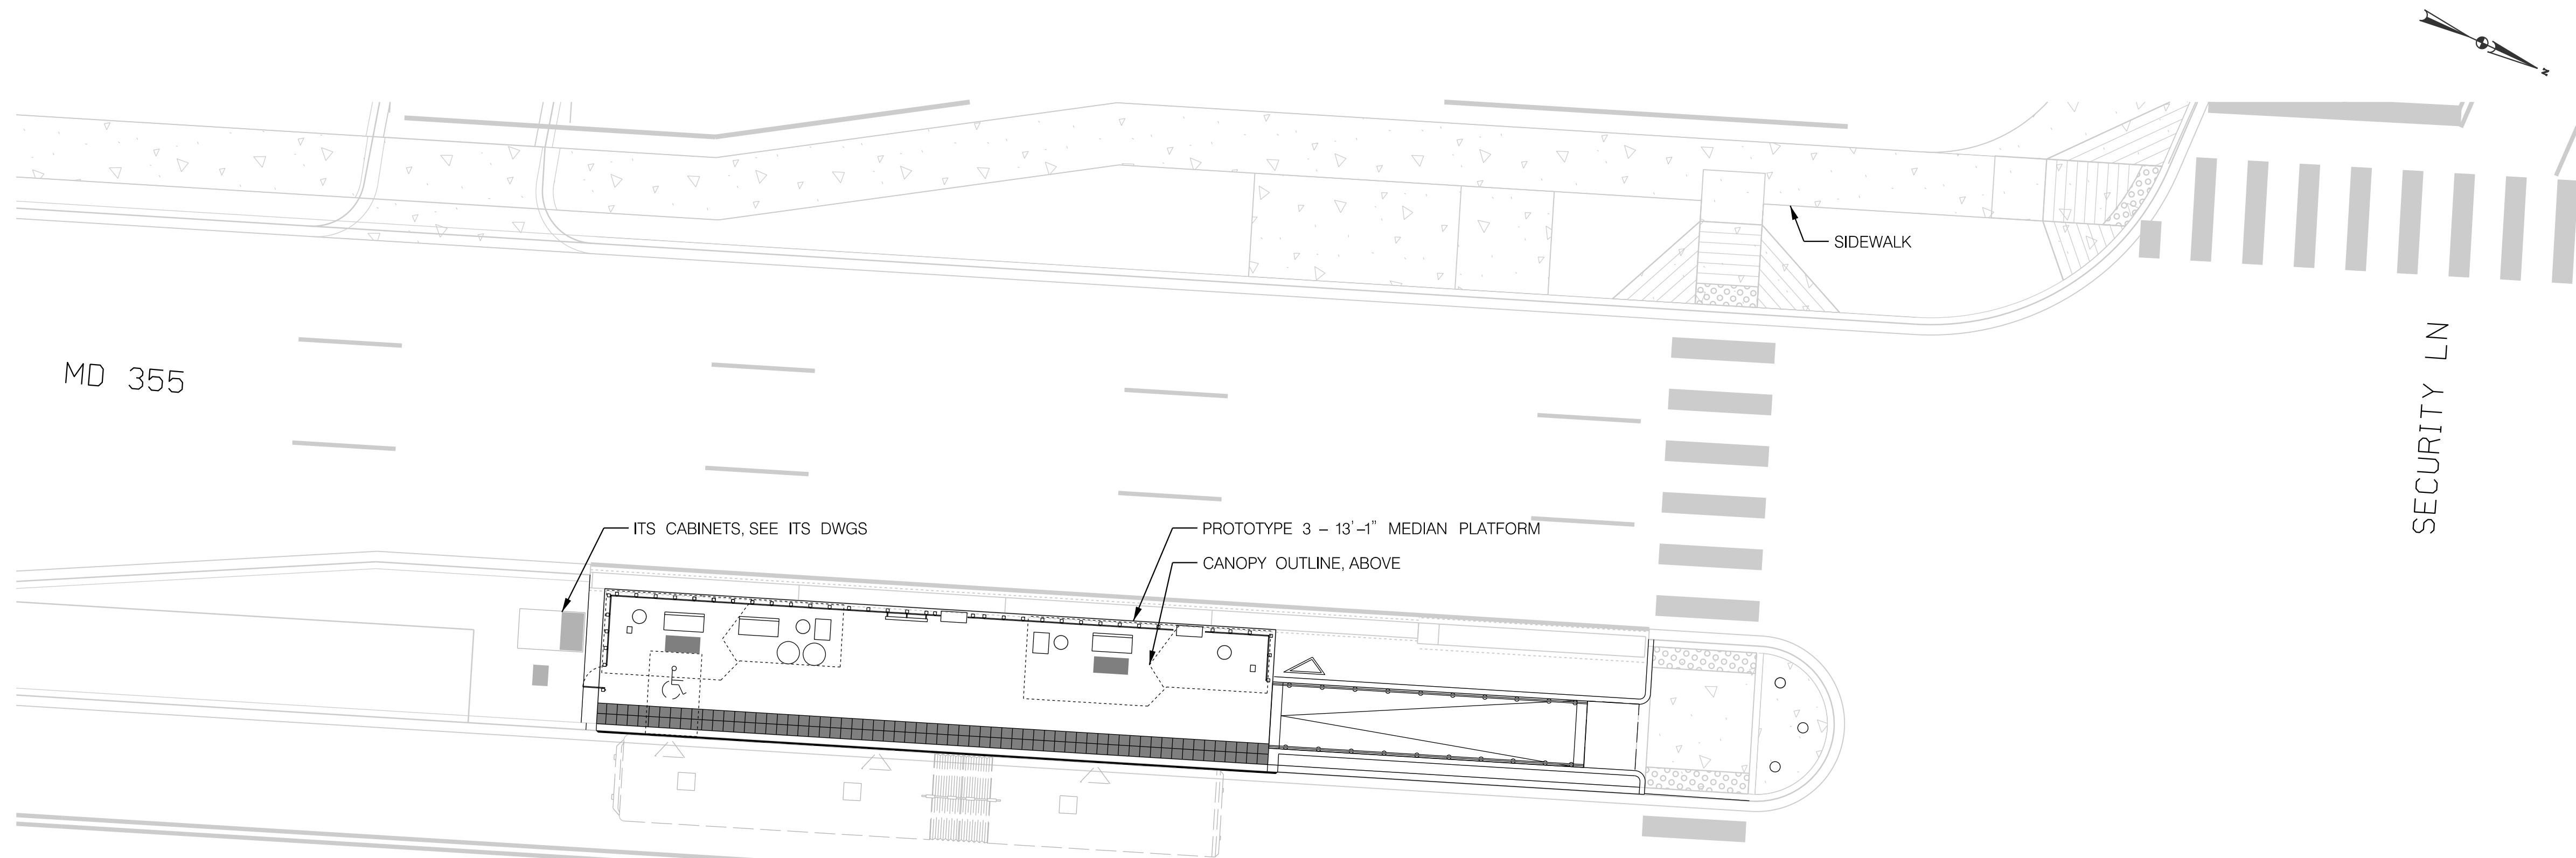 N
SIDEWALK
MD 355
SECURITY LN
ITS CABINETS, SEE ITS DWGS
PROTOTYPE 3 – 13'–1" MEDIAN PLATFORM
CANOPY OUTLINE, ABOVE